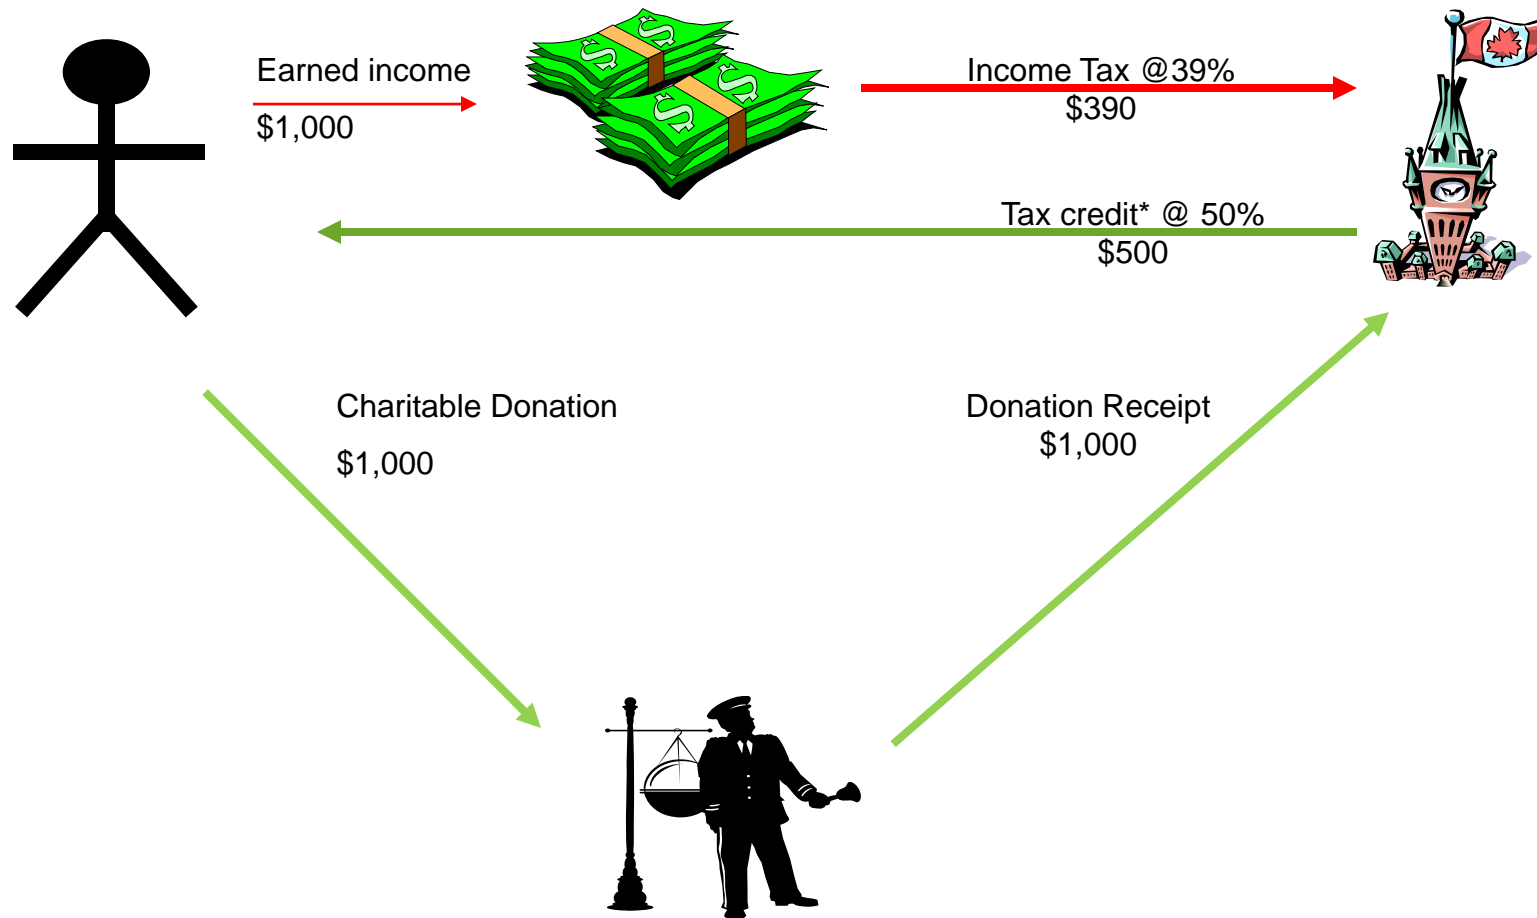 Earned income
$1,000
Income Tax @39%
$390
Tax credit* @ 50%
$500
Charitable Donation
$1,000
Donation Receipt
$1,000